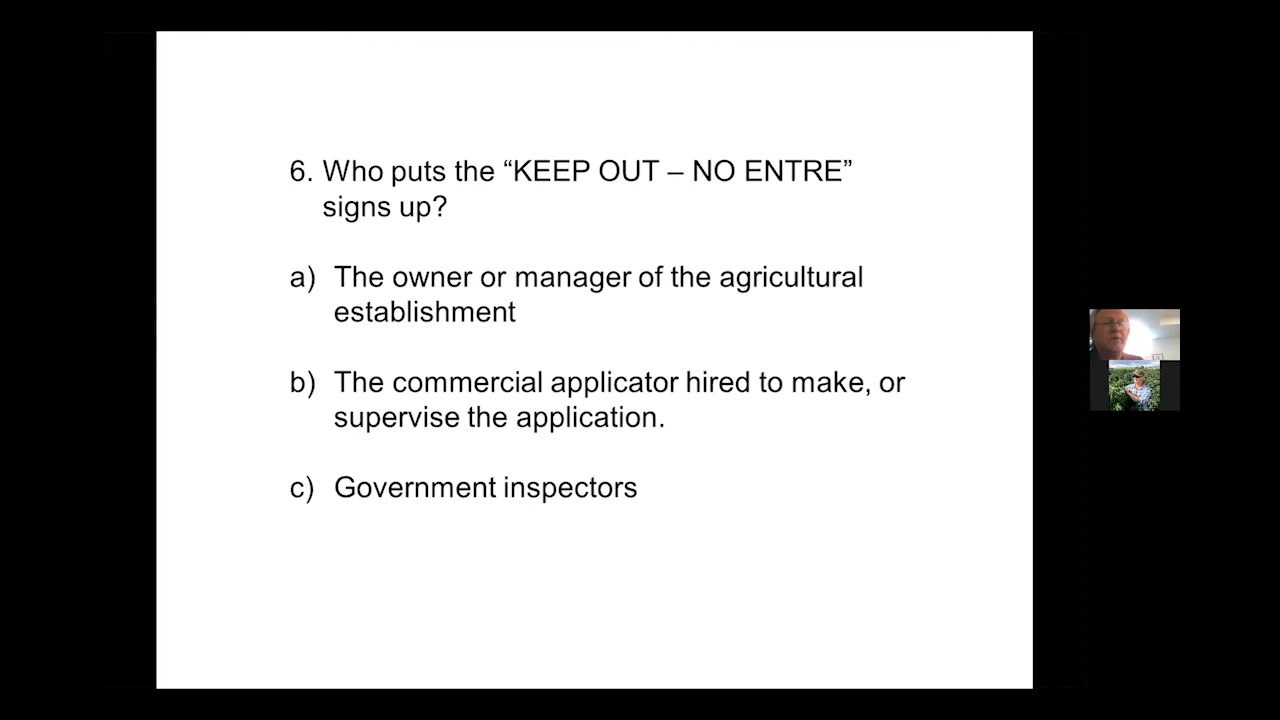 6. Who puts the “KEEP OUT – NO ENTRE”
signs up?
a) The owner or manager of the agricultural
establishment
b) The commercial applicator hired to make, or
supervise the application.
c) Government inspectors